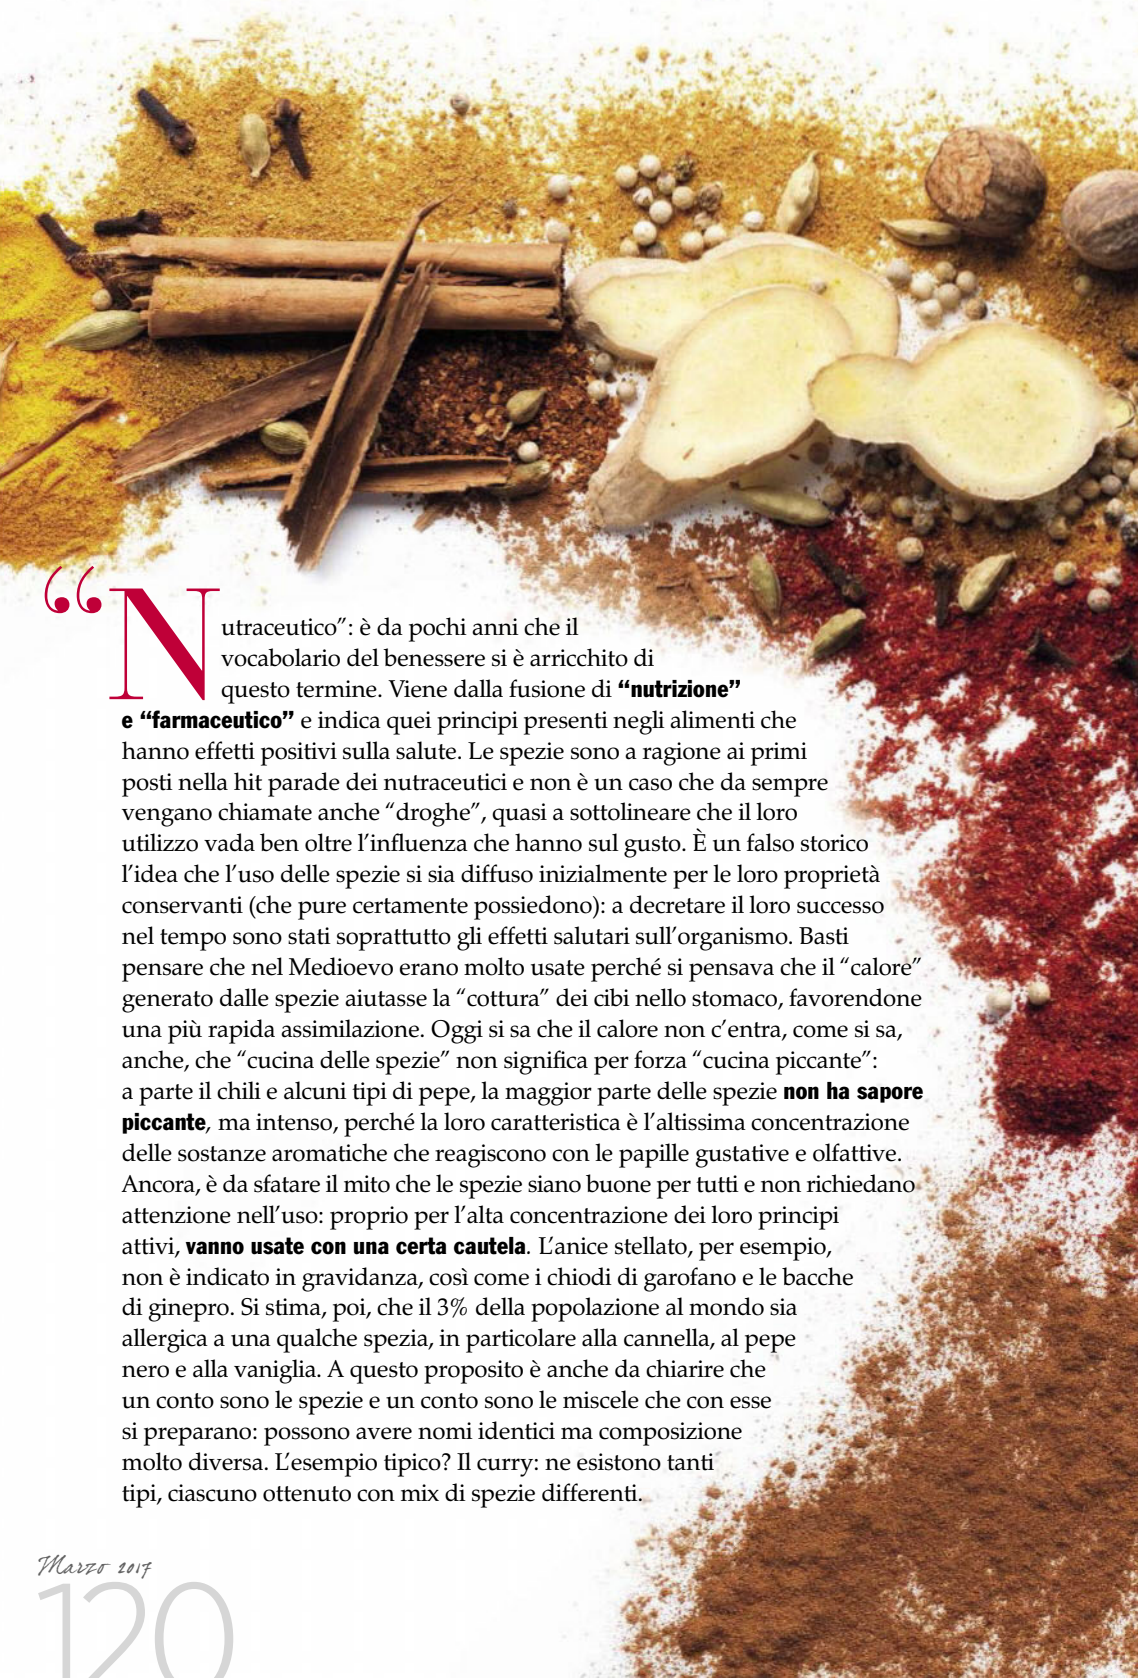 “Nutraceutico”: è da pochi anni che il
vocabolario del benessere si è arricchito di
questo termine. Viene dalla fusione di “nutrizione”
e “farmaceutico” e indica quei principi presenti negli alimenti che
hanno effetti positivi sulla salute. Le spezie sono a ragione ai primi
posti nella hit parade dei nutraceutici e non è un caso che da sempre
vengano chiamate anche “droghe”, quasi a sottolineare che il loro
utilizzo vada ben oltre l’influenza che hanno sul gusto. È un falso storico
l’idea che l’uso delle spezie si sia diffuso inizialmente per le loro proprietà
conservanti (che pure certamente possiedono): a decretare il loro successo
nel tempo sono stati soprattutto gli effetti salutari sull’organismo. Basti
pensare che nel Medioevo erano molto usate perché si pensava che il “calore”
generato dalle spezie aiutasse la “cottura” dei cibi nello stomaco, favorendone
una più rapida assimilazione. Oggi si sa che il calore non c’entra, come si sa,
anche, che “cucina delle spezie” non significa per forza “cucina piccante”:
a parte il chili e alcuni tipi di pepe, la maggior parte delle spezie non ha sapore
piccante, ma intenso, perché la loro caratteristica è l’altissima concentrazione
delle sostanze aromatiche che reagiscono con le papille gustative e olfattive.
Ancora, è da sfatare il mito che le spezie siano buone per tutti e non richiedano
attenzione nell’uso: proprio per l’alta concentrazione dei loro principi
attivi, vanno usate con una certa cautela. L’anice stellato, per esempio,
non è indicato in gravidanza, così come i chiodi di garofano e le bacche
di ginepro. Si stima, poi, che il 3% della popolazione al mondo sia
allergica a una qualche spezia, in particolare alla cannella, al pepe
nero e alla vaniglia. A questo proposito è anche da chiarire che
un conto sono le spezie e un conto sono le miscele che con esse
si preparano: possono avere nomi identici ma composizione
molto diversa. L’esempio tipico? Il curry: ne esistono tanti
tipi, ciascuno ottenuto con mix di spezie differenti.
Marzo 2017
120